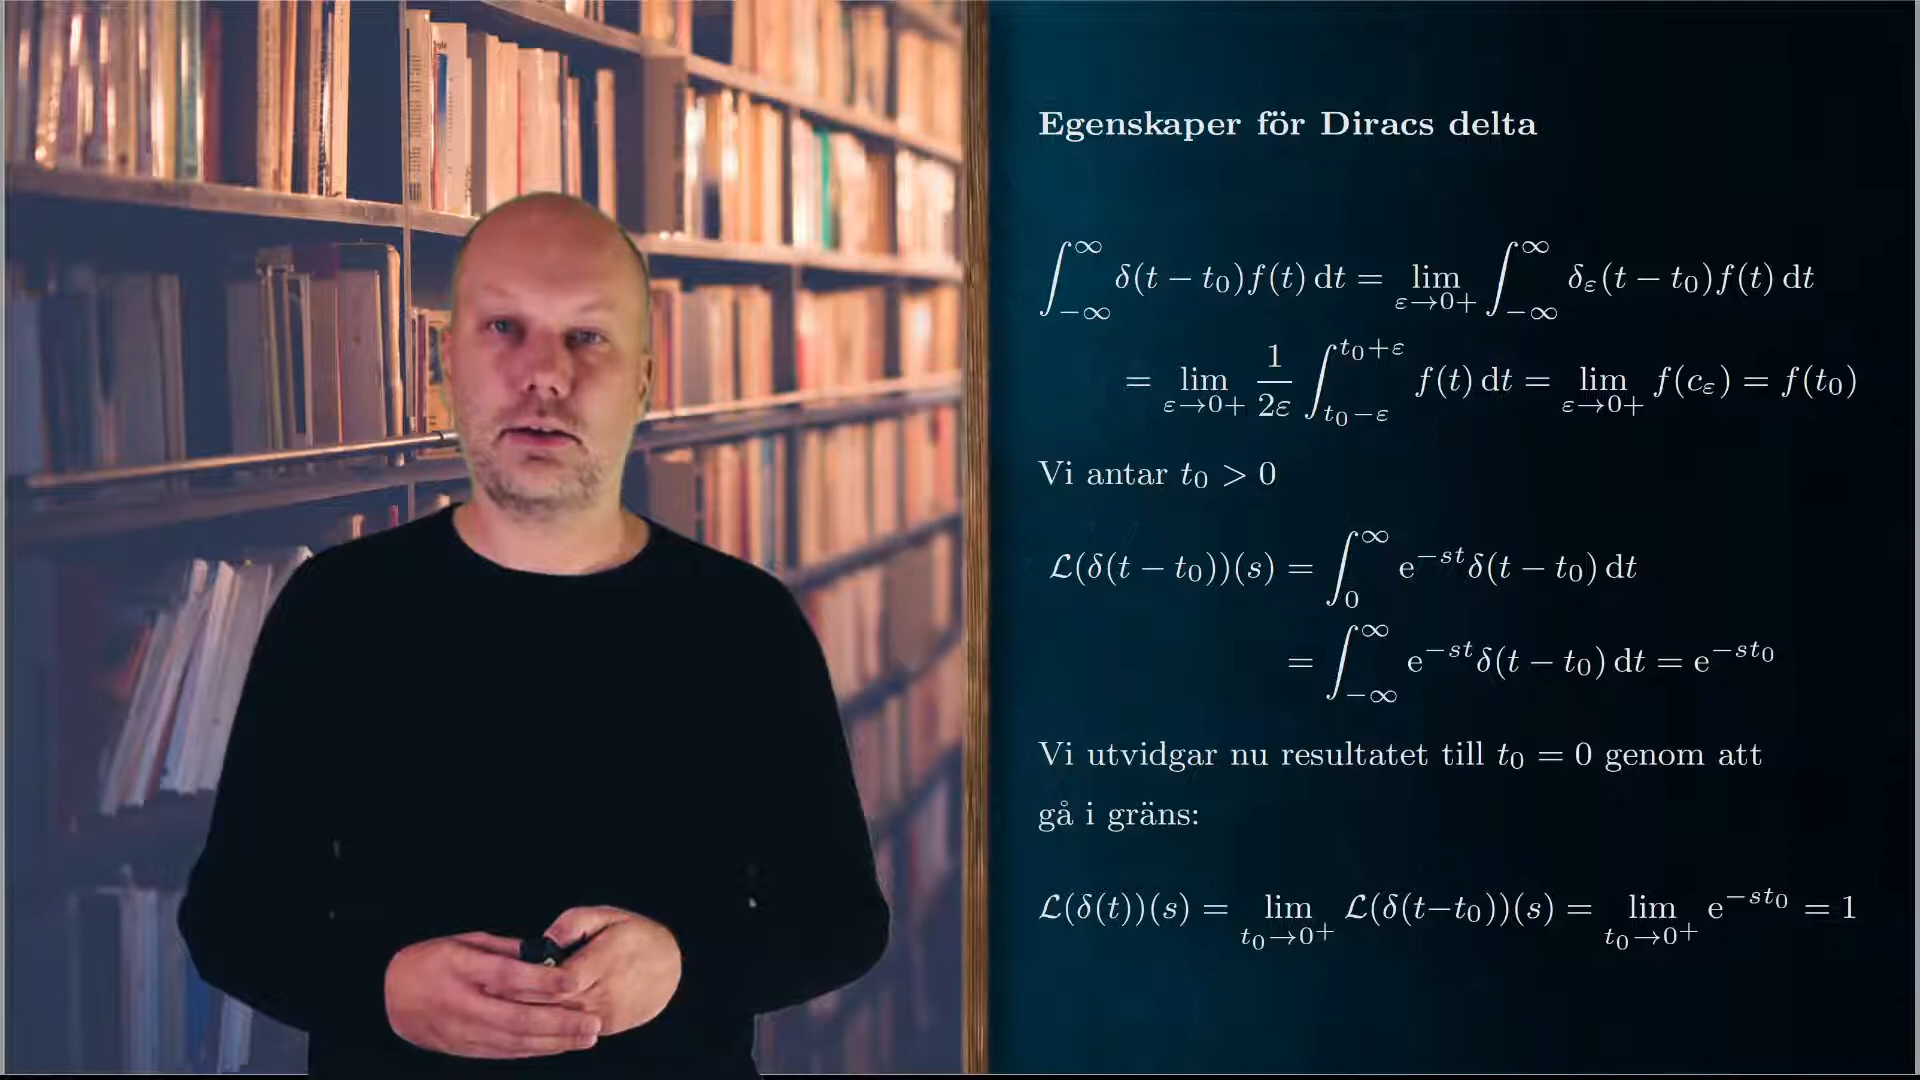 Egenskaper för Diracs delta
∫_{−∞}^{∞} δ(t − t₀)f(t) dt = lim_{ε→0+} ∫_{−∞}^{∞} δ_ε(t − t₀)f(t) dt
= lim_{ε→0+} 1/(2ε) ∫_{t₀−ε}^{t₀+ε} f(t) dt = lim_{ε→0+} f(c_ε) = f(t₀)
Vi antar t₀ > 0
ℒ(δ(t − t₀))(s) = ∫_{0}^{∞} e^{−st}δ(t − t₀) dt
= ∫_{−∞}^{∞} e^{−st}δ(t − t₀) dt = e^{−st₀}
Vi utvidgar nu resultatet till t₀ = 0 genom att
gå i gräns:
ℒ(δ(t))(s) = lim_{t₀→0+} ℒ(δ(t−t₀))(s) = lim_{t₀→0+} e^{−st₀} = 1